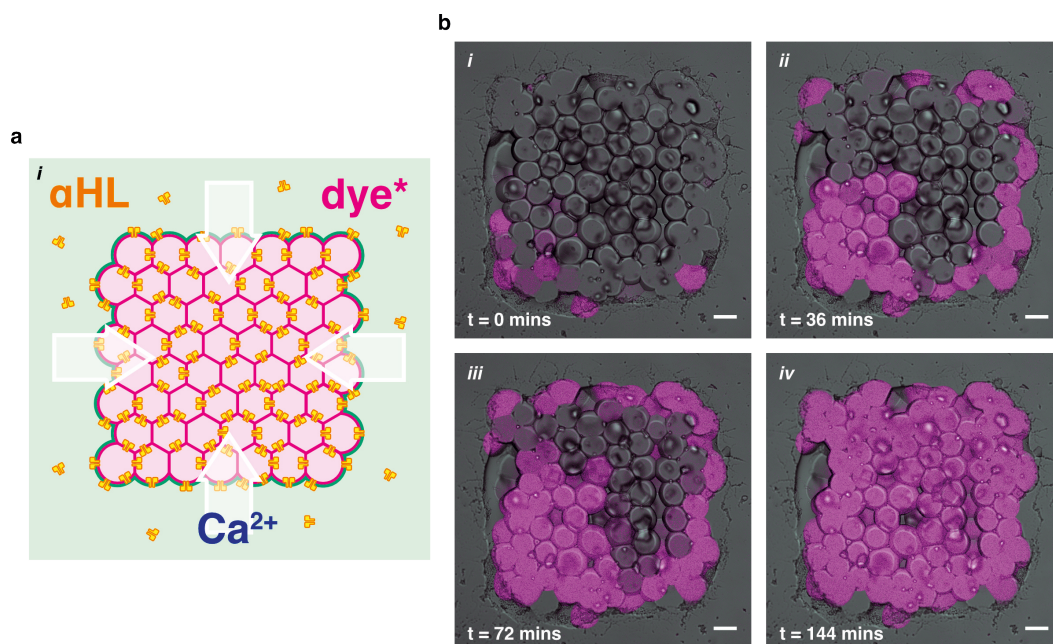 a
i
αHL
dye*
Ca²⁺
b
i
t = 0 mins
ii
t = 36 mins
iii
t = 72 mins
iv
t = 144 mins